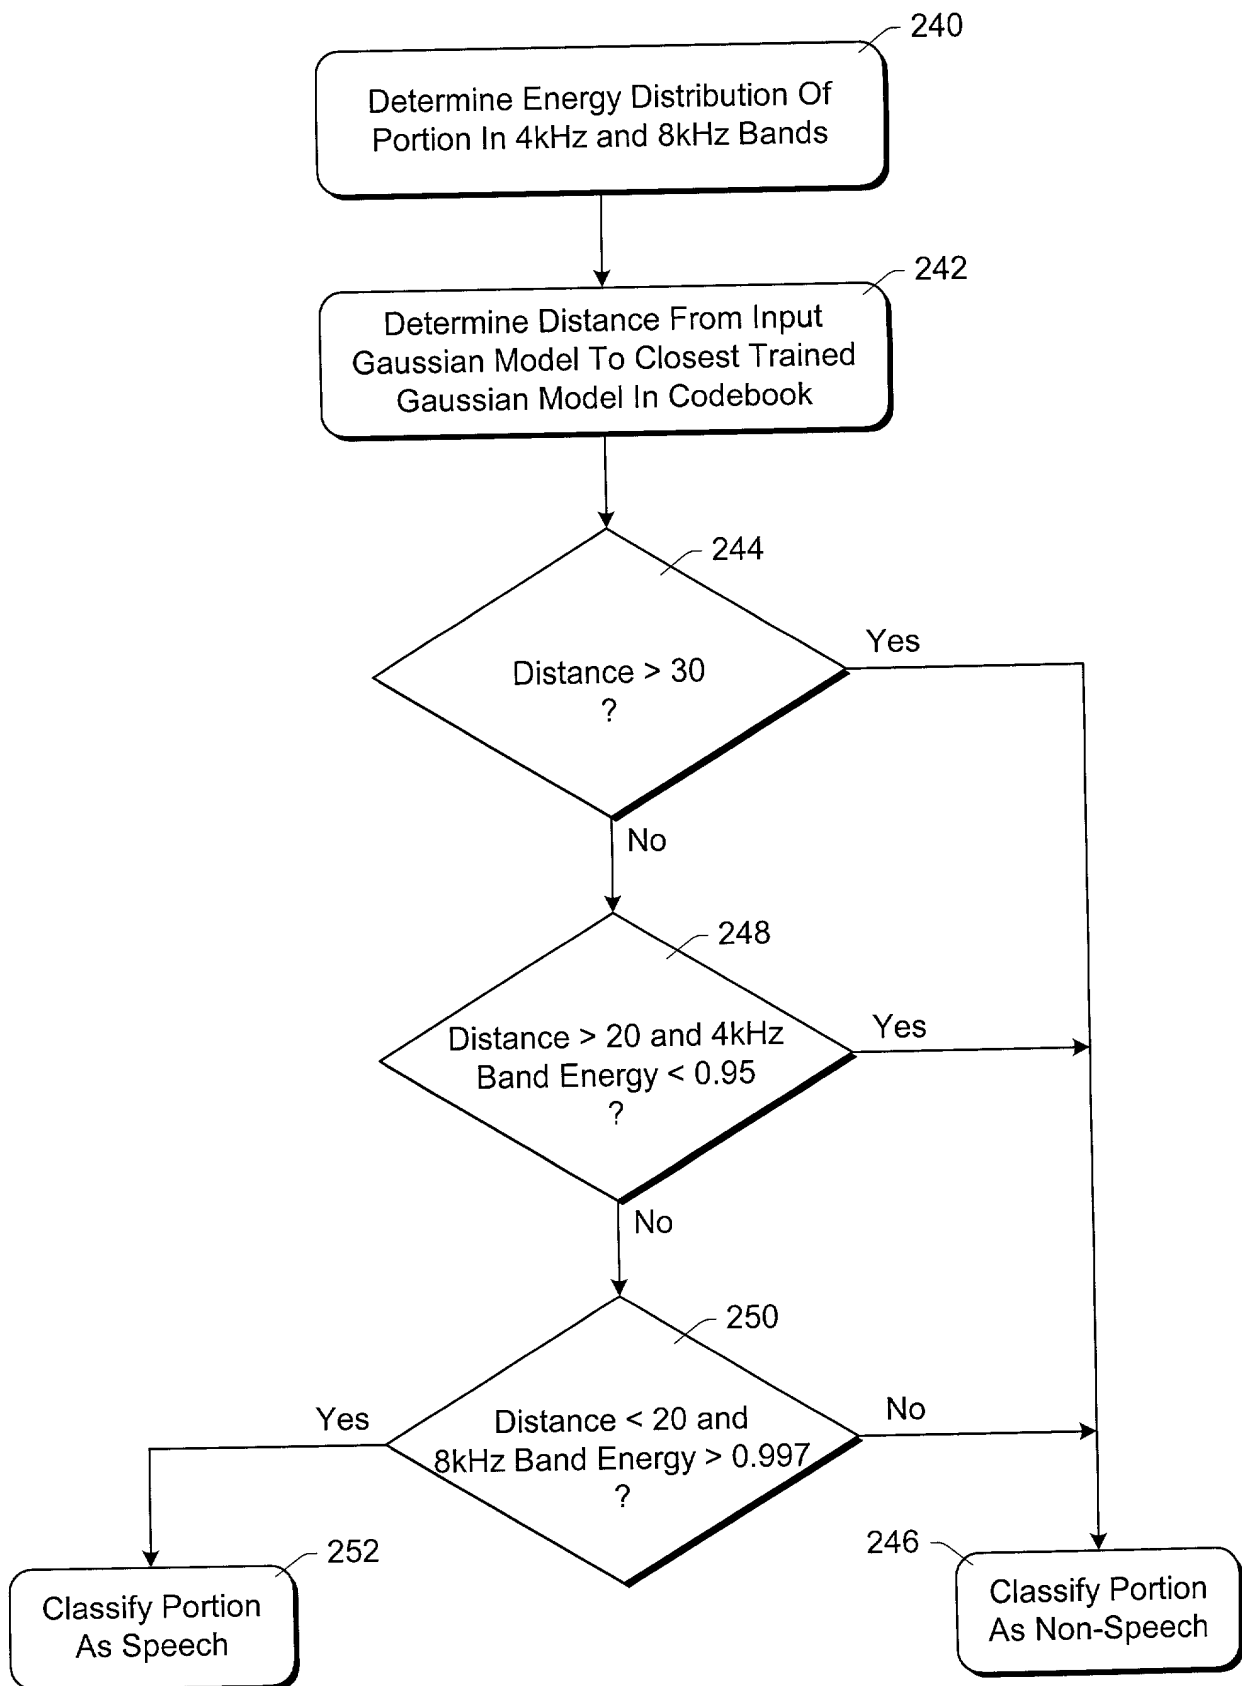 240
Determine Energy Distribution Of
Portion In 4kHz and 8kHz Bands
242
Determine Distance From Input
Gaussian Model To Closest Trained
Gaussian Model In Codebook
244
Yes
Distance > 30
?
No
248
Yes
Distance > 20 and 4kHz
Band Energy < 0.95
?
No
250
Yes
No
Distance < 20 and
8kHz Band Energy > 0.997
?
252
246
Classify Portion
As Speech
Classify Portion
As Non-Speech